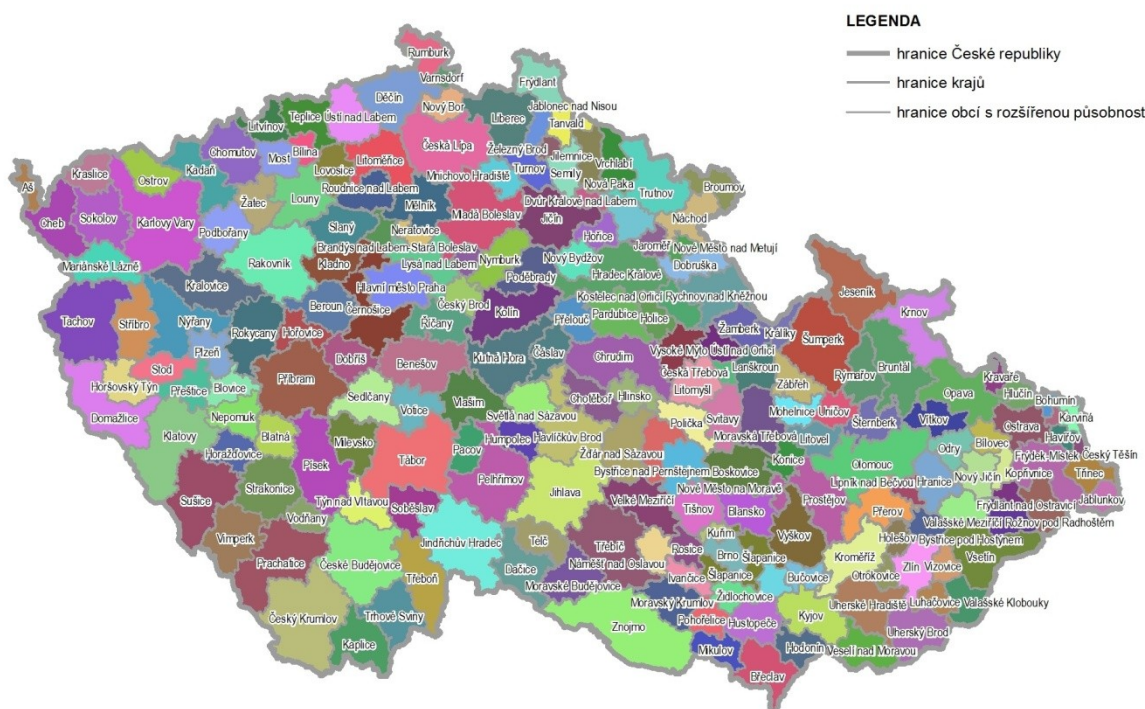 LEGENDA
hranice České republiky
hranice krajů
hranice obcí s rozšířenou působnost
Rumburk
Varnsdorf
Frýdlant
Děčín
Nový Bor
Liberec
Jablonec nad Nisou
Tanvald
Litvínov
Teplice
Ústí nad Labem
Česká Lípa
Železný Brod
Jilemnice
Vrchlabí
Chomutov
Most
Bílina
Litoměřice
Lovosice
Mnichovo Hradiště
Turnov
Semily
Trutnov
Aš
Kraslice
Ostrov
Kadaň
Roudnice nad Labem
Nová Paka
Broumov
Žatec
Louny
Mělník
Mladá Boleslav
Jičín
Dvůr Králové nad Labem
Cheb
Sokolov
Karlovy Vary
Podbořany
Slaný
Neratovice
Hořice
Náchod
Jaroměř
Nové Město nad Metují
Mariánské Lázně
Rakovník
Brandýs nad Labem-Stará Boleslav
Kladno
Lysá nad Labem
Nymburk
Poděbrady
Nový Bydžov
Dobruška
Kralovice
Hlavní město Praha
Hradec Králové
Jeseník
Beroun
Černošice
Český Brod
Kolín
Kostelec nad Orlicí
Rychnov nad Kněžnou
Krnov
Tachov
Stříbro
Nýřany
Rokycany
Hořovice
Říčany
Přelouč
Pardubice
Holice
Žamberk
Králíky
Šumperk
Plzeň
Dobříš
Benešov
Kutná Hora
Čáslav
Chrudim
Vysoké Mýto
Ústí nad Orlicí
Česká Třebová
Lanškroun
Rýmařov
Bruntál
Stod
Horšovský Týn
Přeštice
Blovice
Příbram
Sedlčany
Votice
Vlašim
Chotěboř
Hlinsko
Litomyšl
Zábřeh
Opava
Kravaře
Hlučín
Bohumín
Karviná
Domažlice
Nepomuk
Světlá nad Sázavou
Polička
Svitavy
Mohelnice
Uničov
Šternberk
Vítkov
Ostrava
Havířov
Klatovy
Blatná
Milevsko
Pacov
Humpolec
Havlíčkův Brod
Moravská Třebová
Litovel
Odry
Bílovec
Frýdek-Místek
Český Těšín
Horažďovice
Písek
Tábor
Pelhřimov
Žďár nad Sázavou
Bystřice nad Pernštejnem
Boskovice
Konice
Olomouc
Nový Jičín
Kopřivnice
Třinec
Sušice
Strakonice
Týn nad Vltavou
Soběslav
Jihlava
Velké Meziříčí
Nové Město na Moravě
Prostějov
Lipník nad Bečvou
Hranice
Frýdlant nad Ostravicí
Jablunkov
Vodňany
Tišnov
Blansko
Přerov
Valašské Meziříčí
Rožnov pod Radhoštěm
Vimperk
Jindřichův Hradec
Telč
Třebíč
Kuřim
Vyškov
Holešov
Bystřice pod Hostýnem
Prachatice
České Budějovice
Třeboň
Dačice
Náměšť nad Oslavou
Rosice
Brno
Šlapanice
Kroměříž
Vsetín
Moravské Budějovice
Ivančice
Šlapanice
Bučovice
Otrokovice
Zlín
Vizovice
Český Krumlov
Trhové Sviny
Moravský Krumlov
Židlochovice
Uherské Hradiště
Luhačovice
Valašské Klobouky
Kaplice
Znojmo
Pohořelice
Hustopeče
Kyjov
Uherský Brod
Mikulov
Hodonín
Veselí nad Moravou
Břeclav